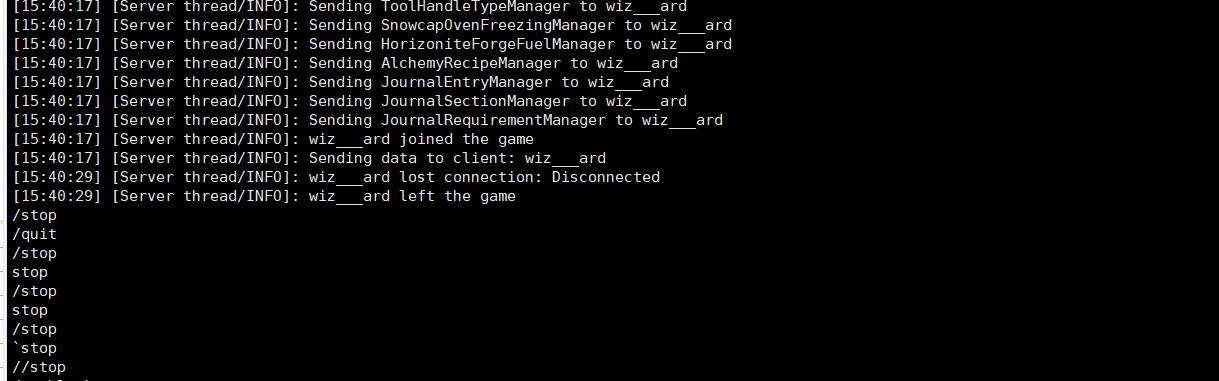 [15:40:17] [Server thread/INFO]: Sending ToolHandleTypeManager to wiz___ard
[15:40:17] [Server thread/INFO]: Sending SnowcapOvenFreezingManager to wiz___ard
[15:40:17] [Server thread/INFO]: Sending HorizoniteForgeFuelManager to wiz___ard
[15:40:17] [Server thread/INFO]: Sending AlchemyRecipeManager to wiz___ard
[15:40:17] [Server thread/INFO]: Sending JournalEntryManager to wiz___ard
[15:40:17] [Server thread/INFO]: Sending JournalSectionManager to wiz___ard
[15:40:17] [Server thread/INFO]: Sending JournalRequirementManager to wiz___ard
[15:40:17] [Server thread/INFO]: wiz___ard joined the game
[15:40:17] [Server thread/INFO]: Sending data to client: wiz___ard
[15:40:29] [Server thread/INFO]: wiz___ard lost connection: Disconnected
[15:40:29] [Server thread/INFO]: wiz___ard left the game
/stop
/quit
/stop
stop
/stop
stop
/stop
`stop
//stop